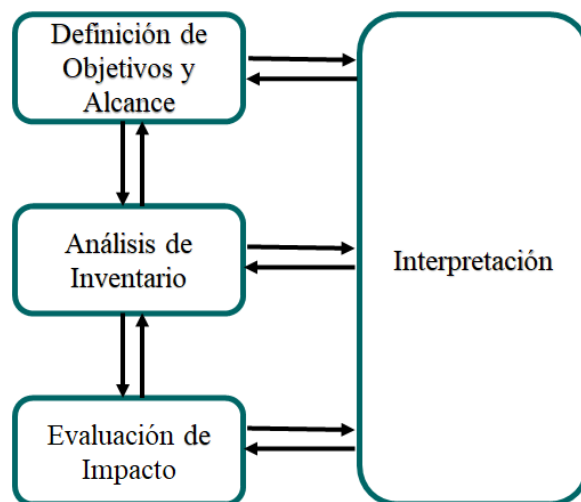 Definición de
Objetivos y
Alcance
Análisis de
Inventario
Interpretación
Evaluación de
Impacto